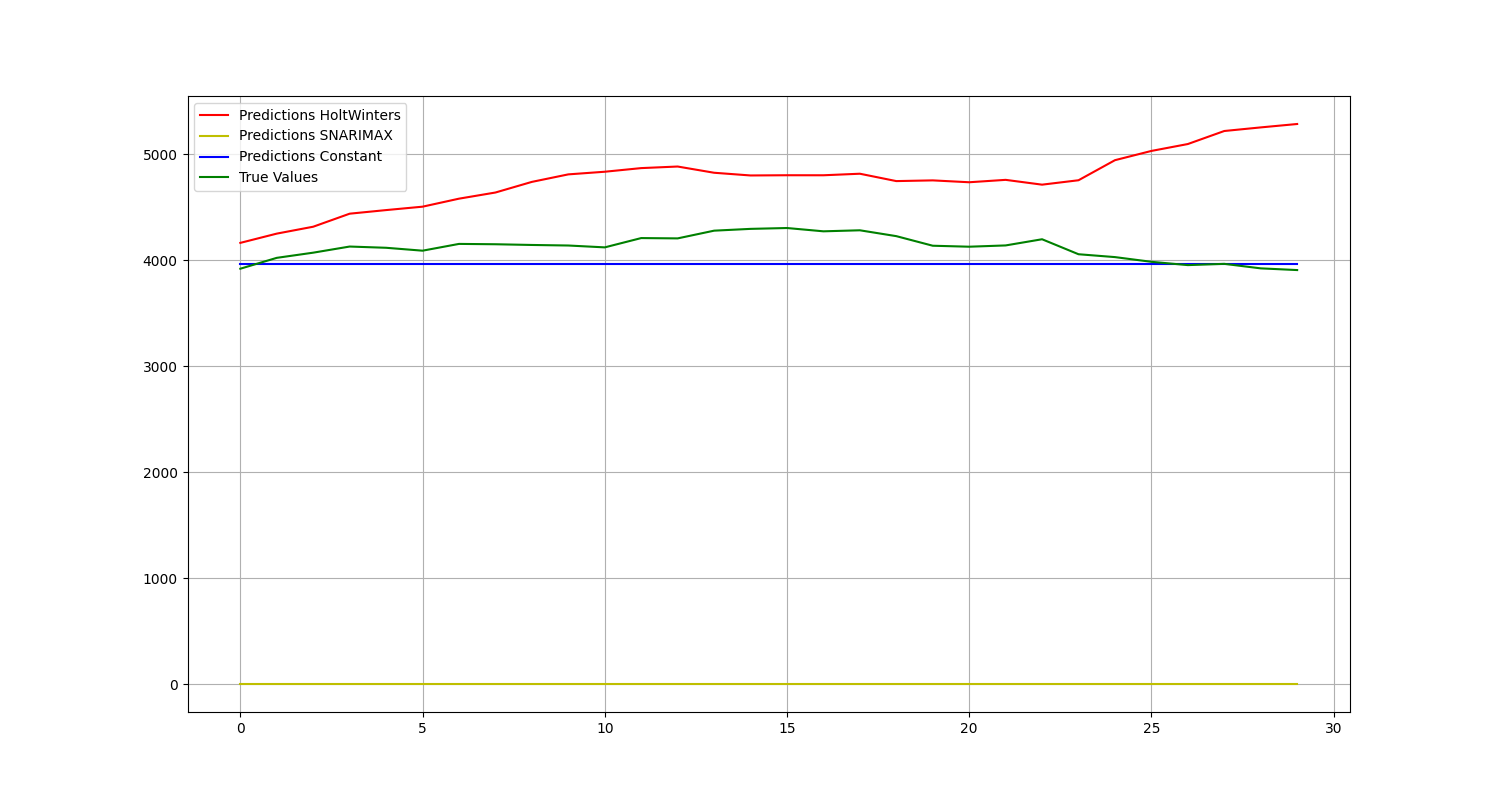 Predictions HoltWinters
Predictions SNARIMAX
Predictions Constant
True Values
5000
4000
3000
2000
1000
0
0 5 10 15 20 25 30